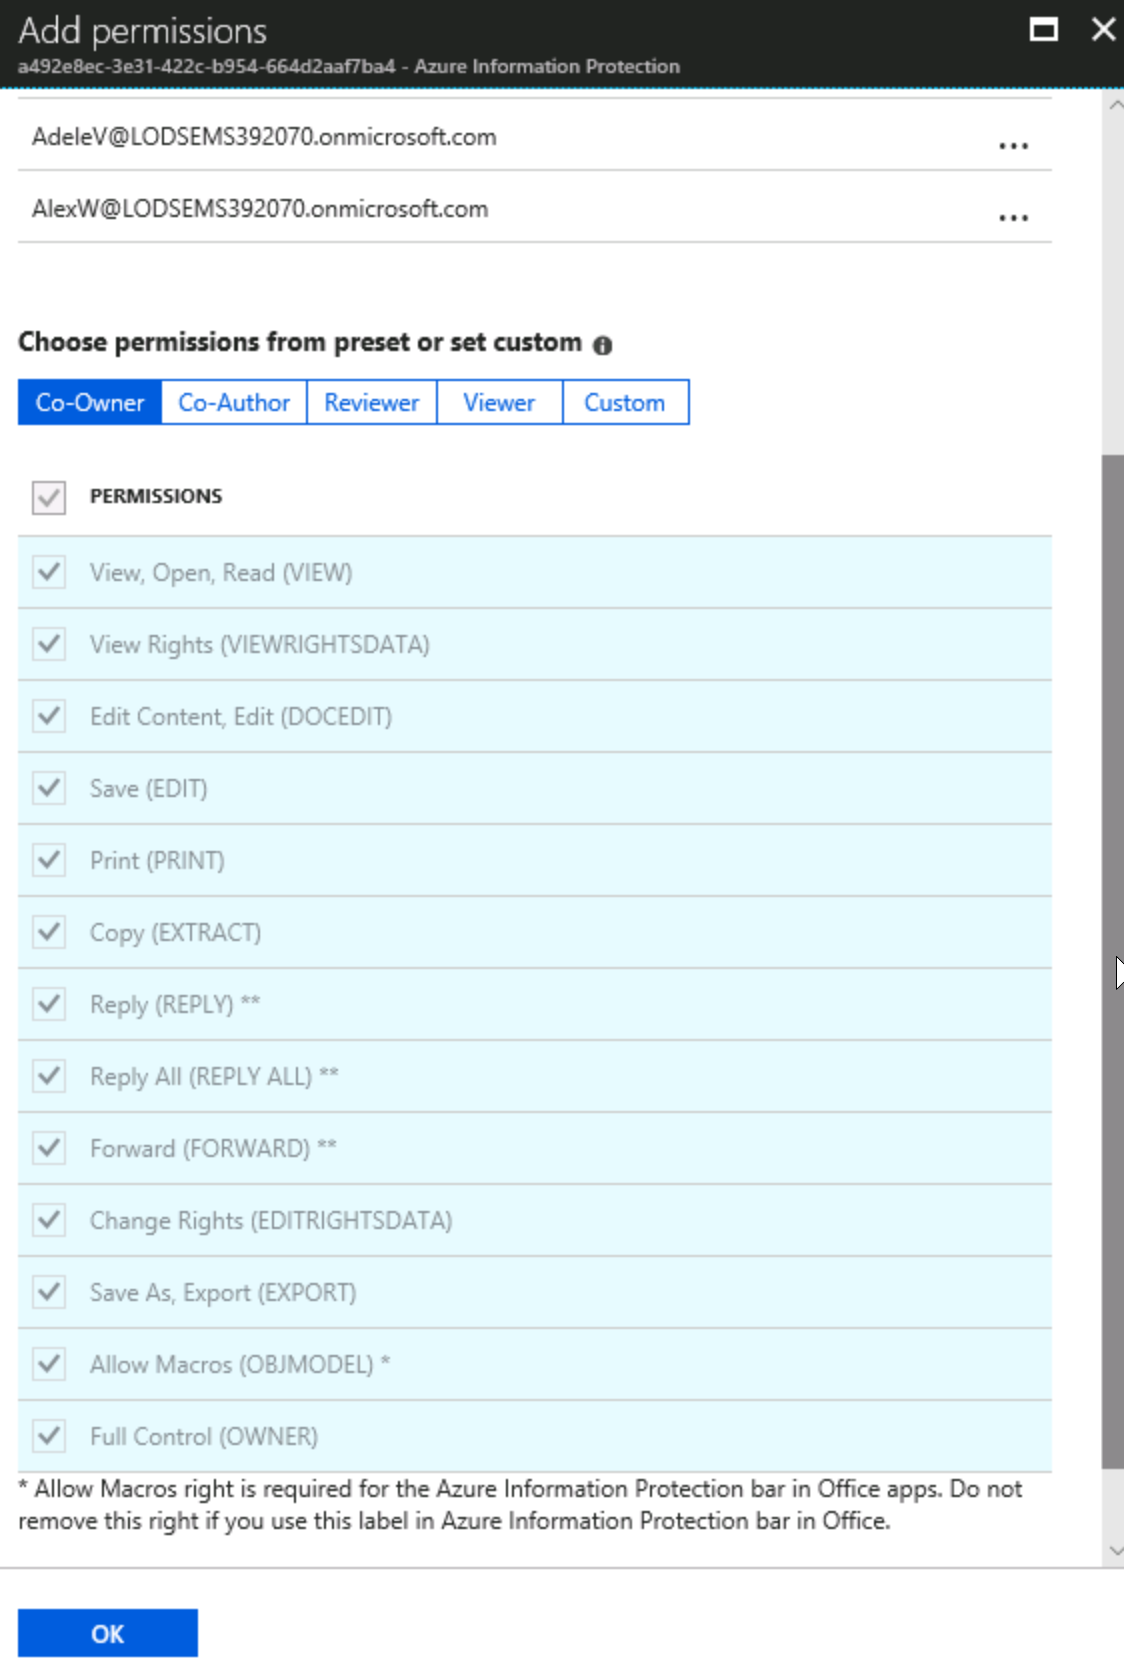 Add permissions
a492e8ec-3e31-422c-b954-664d2aaf7ba4 - Azure Information Protection
AdeleV@LODSEMS392070.onmicrosoft.com
...
AlexW@LODSEMS392070.onmicrosoft.com
...
Choose permissions from preset or set custom
Co-Owner Co-Author Reviewer Viewer Custom
PERMISSIONS
View, Open, Read (VIEW)
View Rights (VIEWRIGHTSDATA)
Edit Content, Edit (DOCEDIT)
Save (EDIT)
Print (PRINT)
Copy (EXTRACT)
Reply (REPLY) **
Reply All (REPLY ALL) **
Forward (FORWARD) **
Change Rights (EDITRIGHTSDATA)
Save As, Export (EXPORT)
Allow Macros (OBJMODEL) *
Full Control (OWNER)
* Allow Macros right is required for the Azure Information Protection bar in Office apps. Do not
remove this right if you use this label in Azure Information Protection bar in Office.
OK